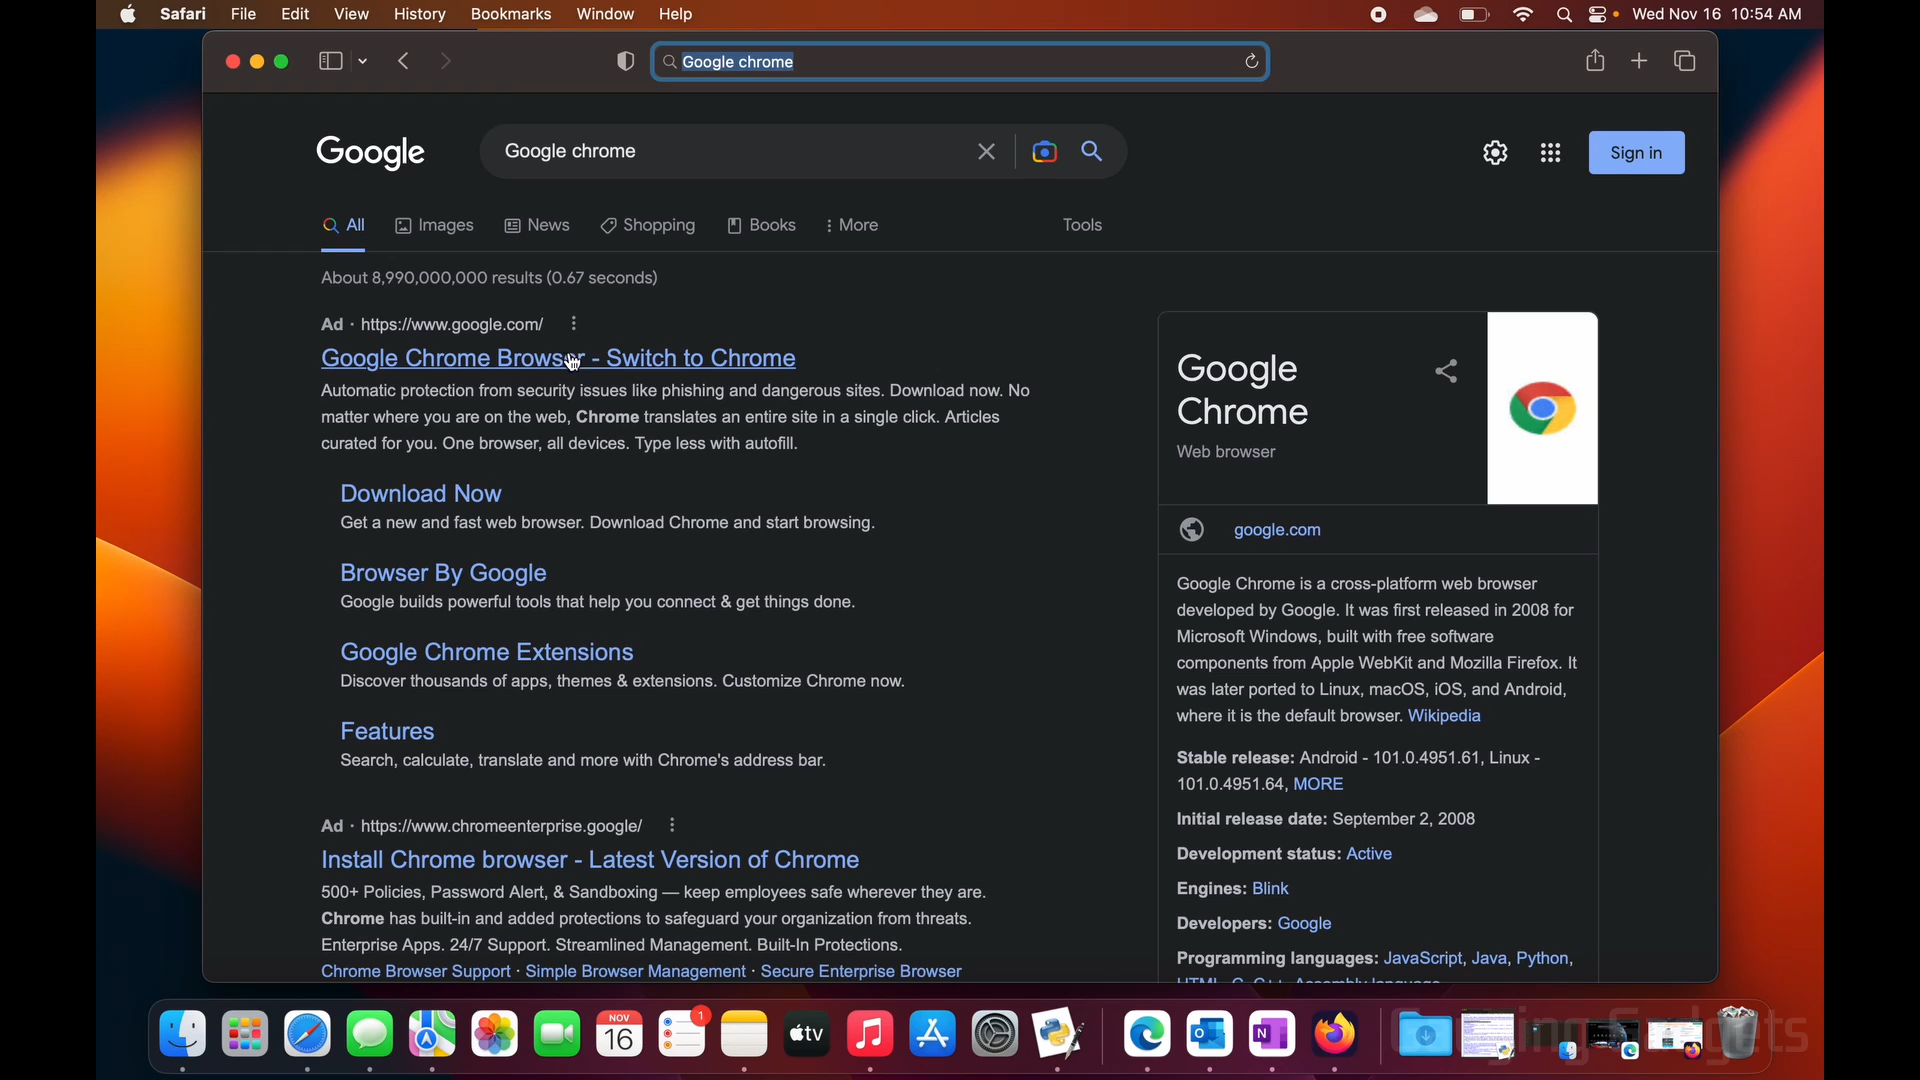 Safari File Edit View History Bookmarks Window Help Wed Nov 16 10:54 AM
Google chrome
Google Google chrome Sign in
All Images News Shopping Books More Tools
About 8,990,000,000 results (0.67 seconds)
Ad · https://www.google.com/
Google Chrome Browser - Switch to Chrome
Automatic protection from security issues like phishing and dangerous sites. Download now. No
matter where you are on the web, Chrome translates an entire site in a single click. Articles
curated for you. One browser, all devices. Type less with autofill.
Download Now
Get a new and fast web browser. Download Chrome and start browsing.
Browser By Google
Google builds powerful tools that help you connect & get things done.
Google Chrome Extensions
Discover thousands of apps, themes & extensions. Customize Chrome now.
Features
Search, calculate, translate and more with Chrome's address bar.
Ad · https://www.chromeenterprise.google/
Install Chrome browser - Latest Version of Chrome
500+ Policies, Password Alert, & Sandboxing — keep employees safe wherever they are.
Chrome has built-in and added protections to safeguard your organization from threats.
Enterprise Apps. 24/7 Support. Streamlined Management. Built-In Protections.
Chrome Browser Support · Simple Browser Management · Secure Enterprise Browser
Google
Chrome
Web browser
google.com
Google Chrome is a cross-platform web browser
developed by Google. It was first released in 2008 for
Microsoft Windows, built with free software
components from Apple WebKit and Mozilla Firefox. It
was later ported to Linux, macOS, iOS, and Android,
where it is the default browser. Wikipedia
Stable release: Android - 101.0.4951.61, Linux -
101.0.4951.64, MORE
Initial release date: September 2, 2008
Development status: Active
Engines: Blink
Developers: Google
Programming languages: JavaScript, Java, Python,
HTML, C, C++, Assembly language
NOV
16
1
tv
N